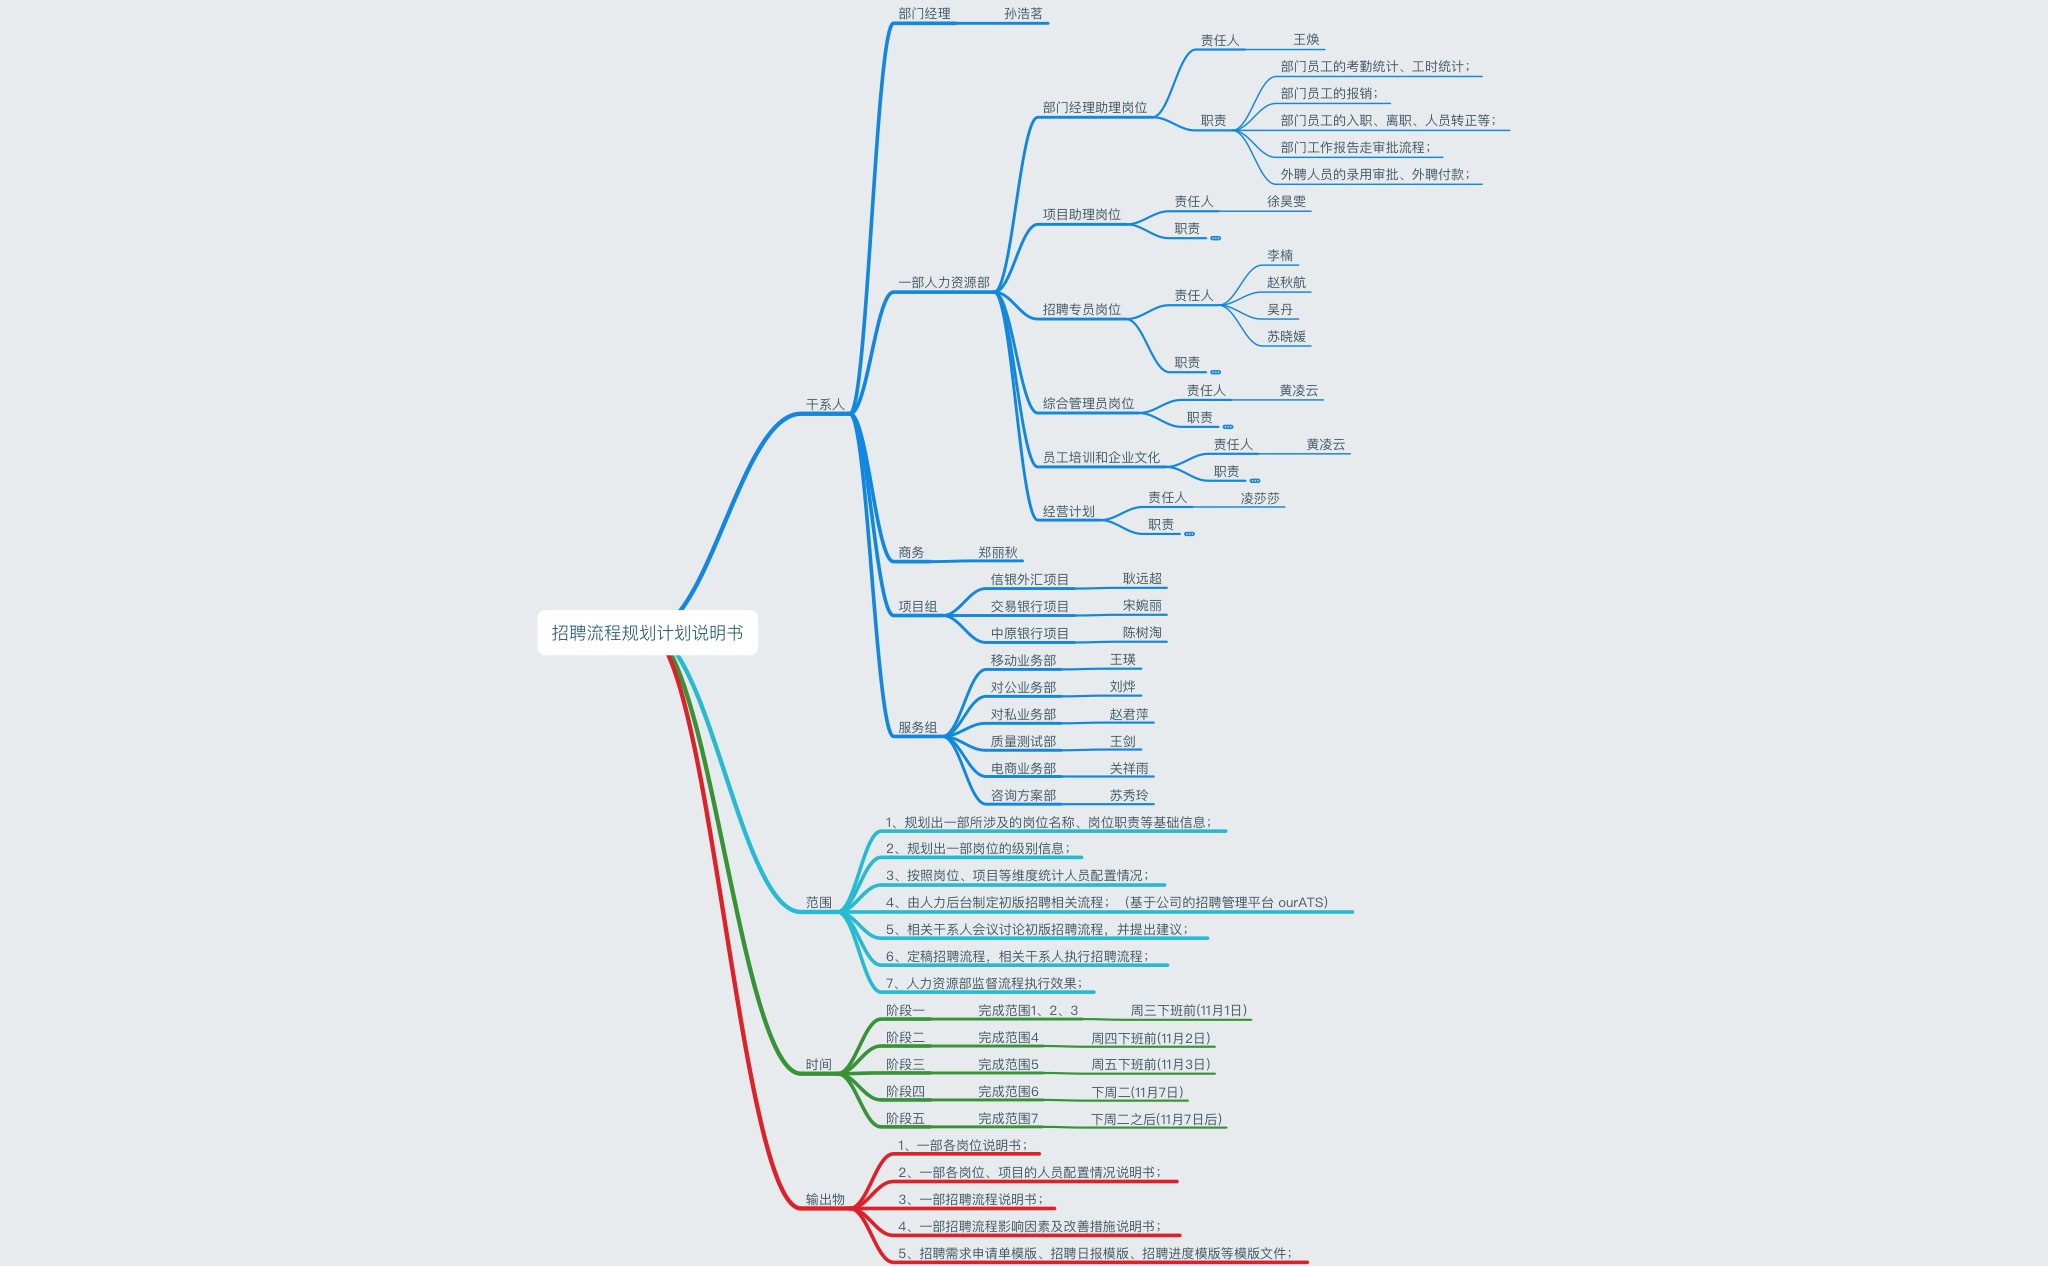 招聘流程规划计划说明书
干系人
部门经理
孙浩茗
一部人力资源部
部门经理助理岗位
责任人
王焕
职责
部门员工的考勤统计、工时统计；
部门员工的报销；
部门员工的入职、离职、人员转正等；
部门工作报告走审批流程；
外聘人员的录用审批、外聘付款；
项目助理岗位
责任人
徐昊雯
职责
招聘专员岗位
责任人
李楠
赵秋航
吴丹
苏晓媛
职责
综合管理员岗位
责任人
黄凌云
职责
员工培训和企业文化
责任人
黄凌云
职责
经营计划
责任人
凌莎莎
职责
商务
郑丽秋
项目组
信银外汇项目
耿远超
交易银行项目
宋婉丽
中原银行项目
陈树淘
服务组
移动业务部
王瑛
对公业务部
刘烨
对私业务部
赵君萍
质量测试部
王剑
电商业务部
关祥雨
咨询方案部
苏秀玲
范围
1、规划出一部所涉及的岗位名称、岗位职责等基础信息；
2、规划出一部岗位的级别信息；
3、按照岗位、项目等维度统计人员配置情况；
4、由人力后台制定初版招聘相关流程；（基于公司的招聘管理平台 ourATS）
5、相关干系人会议讨论初版招聘流程，并提出建议；
6、定稿招聘流程，相关干系人执行招聘流程；
7、人力资源部监督流程执行效果；
时间
阶段一
完成范围1、2、3
周三下班前(11月1日)
阶段二
完成范围4
周四下班前(11月2日)
阶段三
完成范围5
周五下班前(11月3日)
阶段四
完成范围6
下周二(11月7日)
阶段五
完成范围7
下周二之后(11月7日后)
输出物
1、一部各岗位说明书；
2、一部各岗位、项目的人员配置情况说明书；
3、一部招聘流程说明书；
4、一部招聘流程影响因素及改善措施说明书；
5、招聘需求申请单模版、招聘日报模版、招聘进度模版等模版文件；